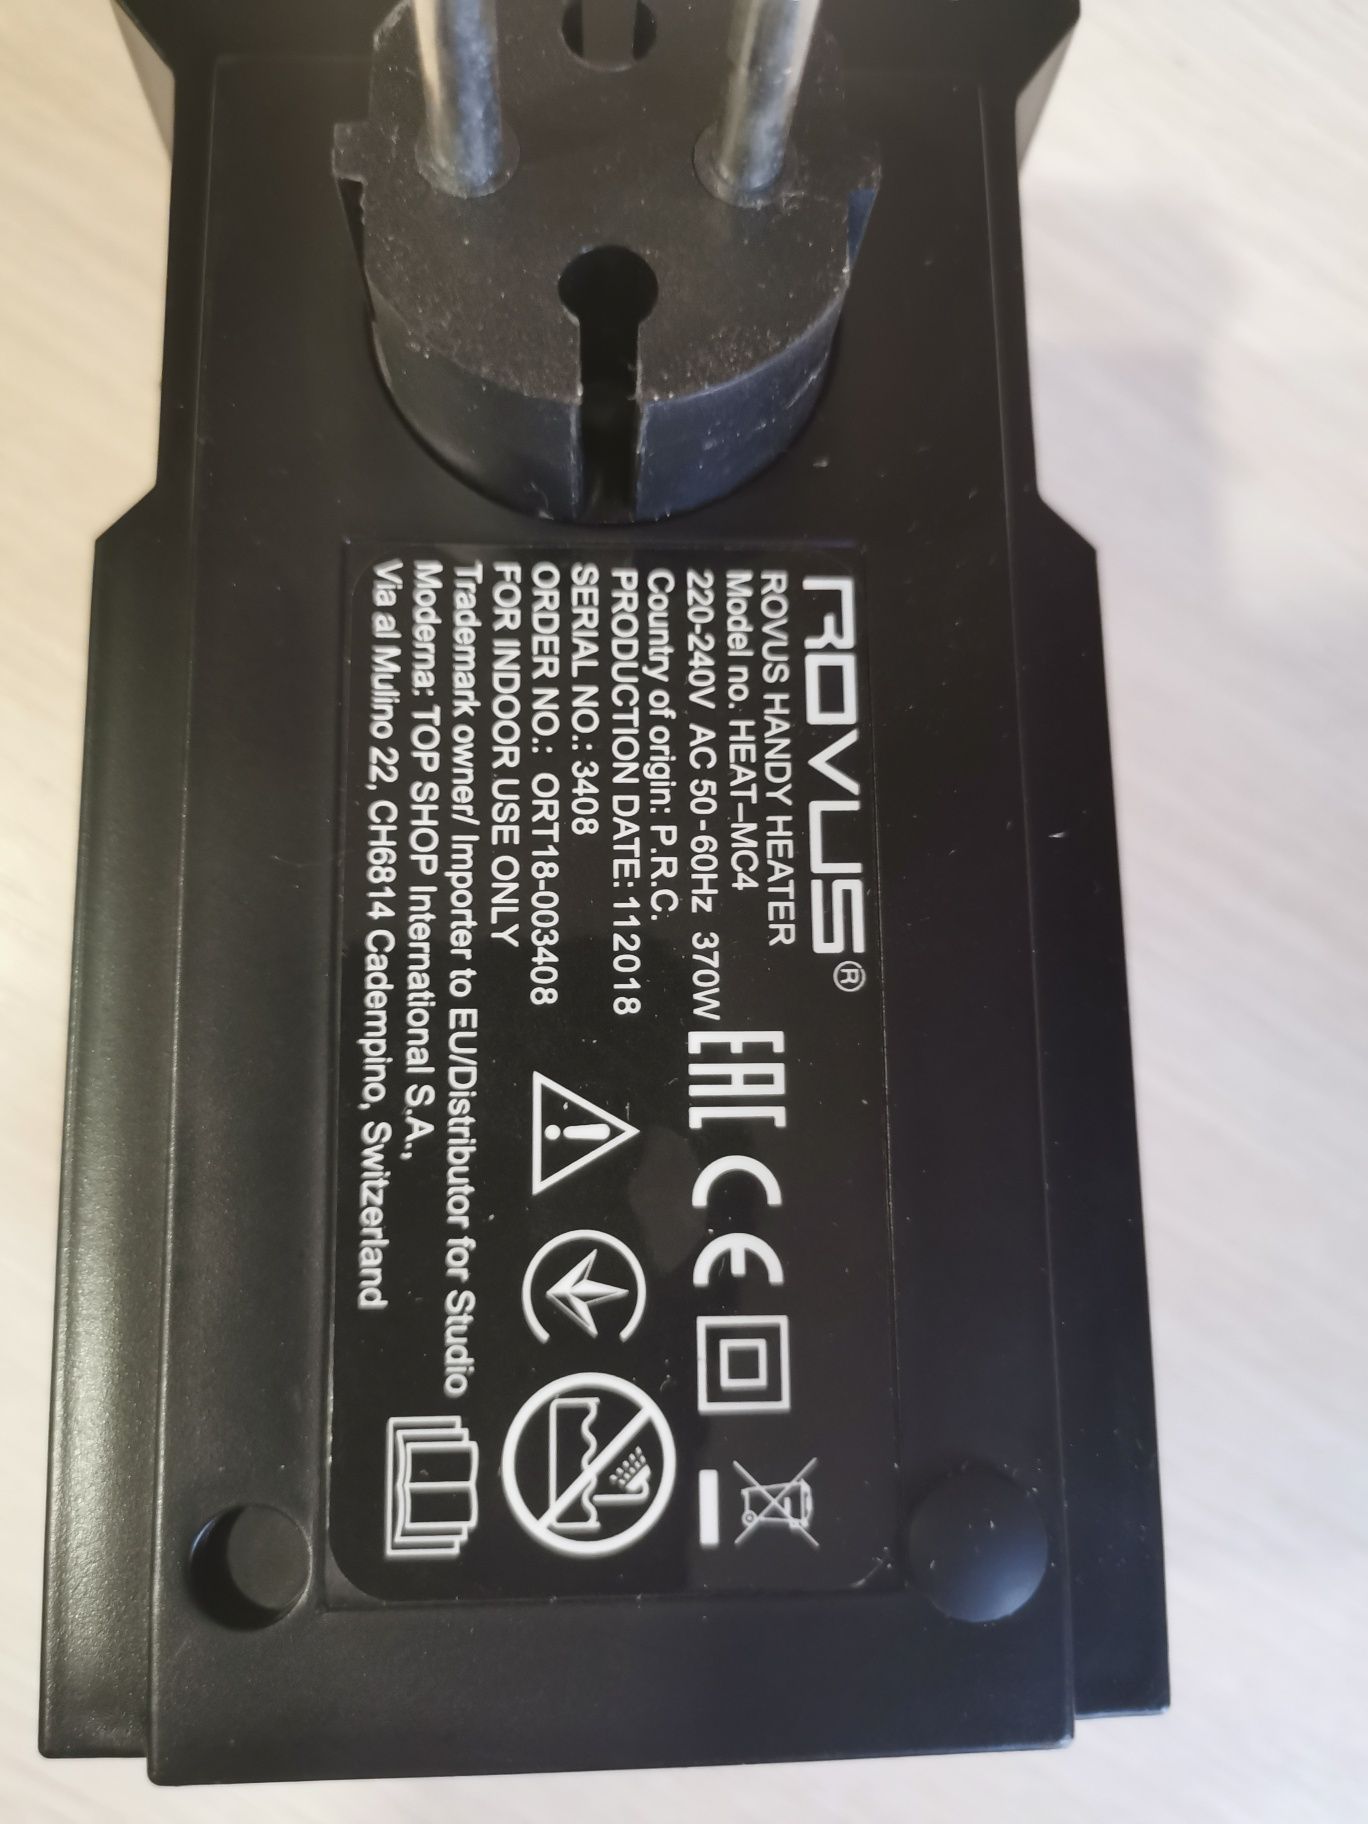 ROVUS®
ROVUS HANDY HEATER
Model no. HEAT-MC4
220-240V AC 50-60Hz 370W
Country of origin: P.R.C.
PRODUCTION DATE:112018
SERIAL NO.: 3408
ORDER NO.: ORT18-003408
FOR INDOOR USE ONLY
Trademark owner/ Importer to EU/Distributor for Studio
Moderna: TOP SHOP International S.A.,
Via al Mulino 22, CH6814 Cadempino, Switzerland
EAC CE